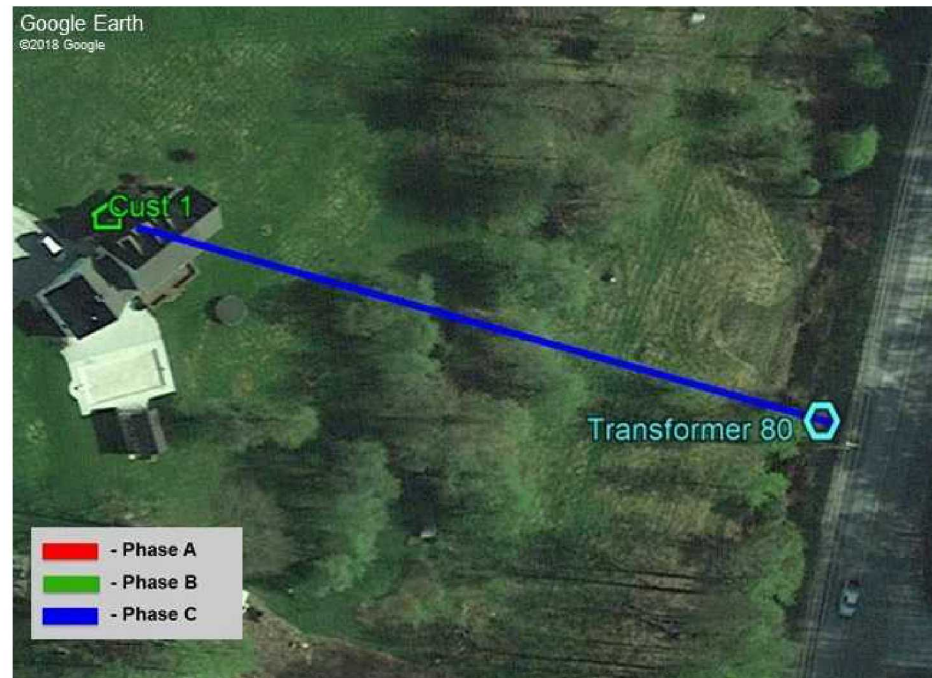 Google Earth
©2018 Google
Cust 1
Transformer 80
- Phase A
- Phase B
- Phase C